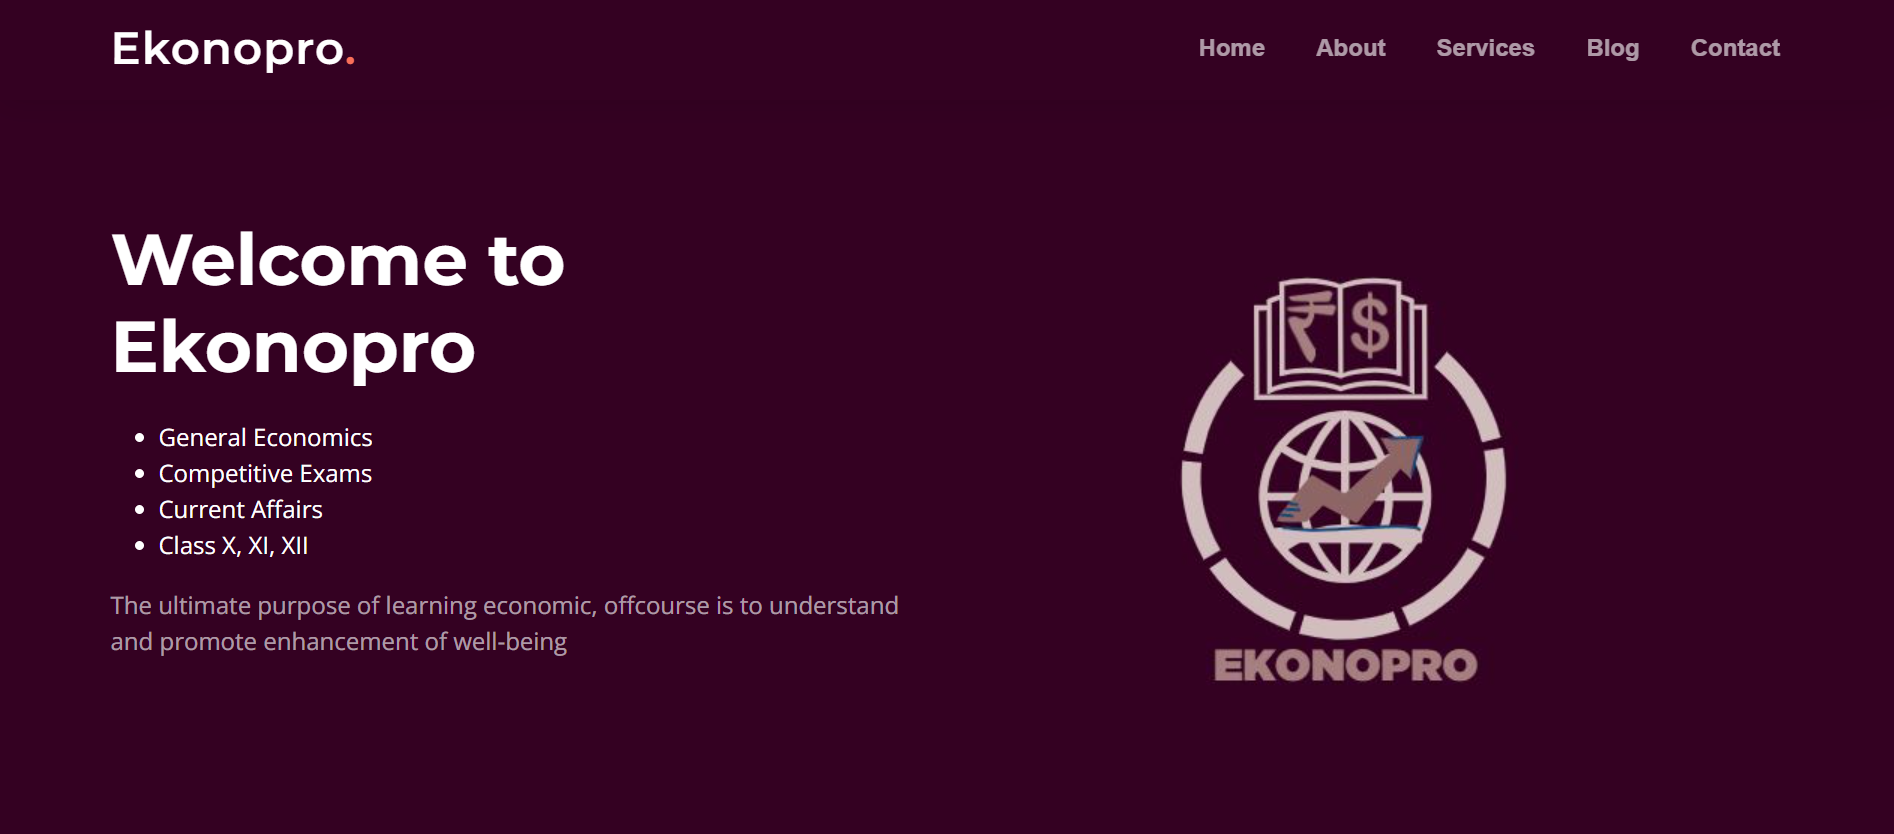 Ekonopro.
Home About Services Blog Contact
Welcome to
Ekonopro
• General Economics
• Competitive Exams
• Current Affairs
• Class X, XI, XII
The ultimate purpose of learning economic, offcourse is to understand
and promote enhancement of well-being
₹ $
EKONOPRO